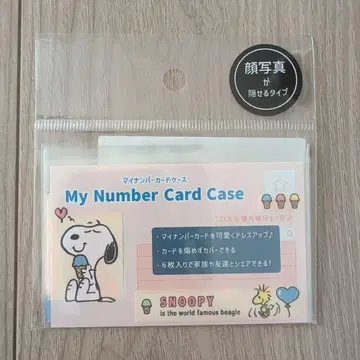 顔写真
が
隠せるタイプ
マイナンバーカードケース
My Number Card Case
・マイナンバーカードを可愛くドレスアップ♪
・カードを傷めずカバーできる
・6枚入りで家族や友達とシェアできる!
SNOOPY
is the world famous beagle